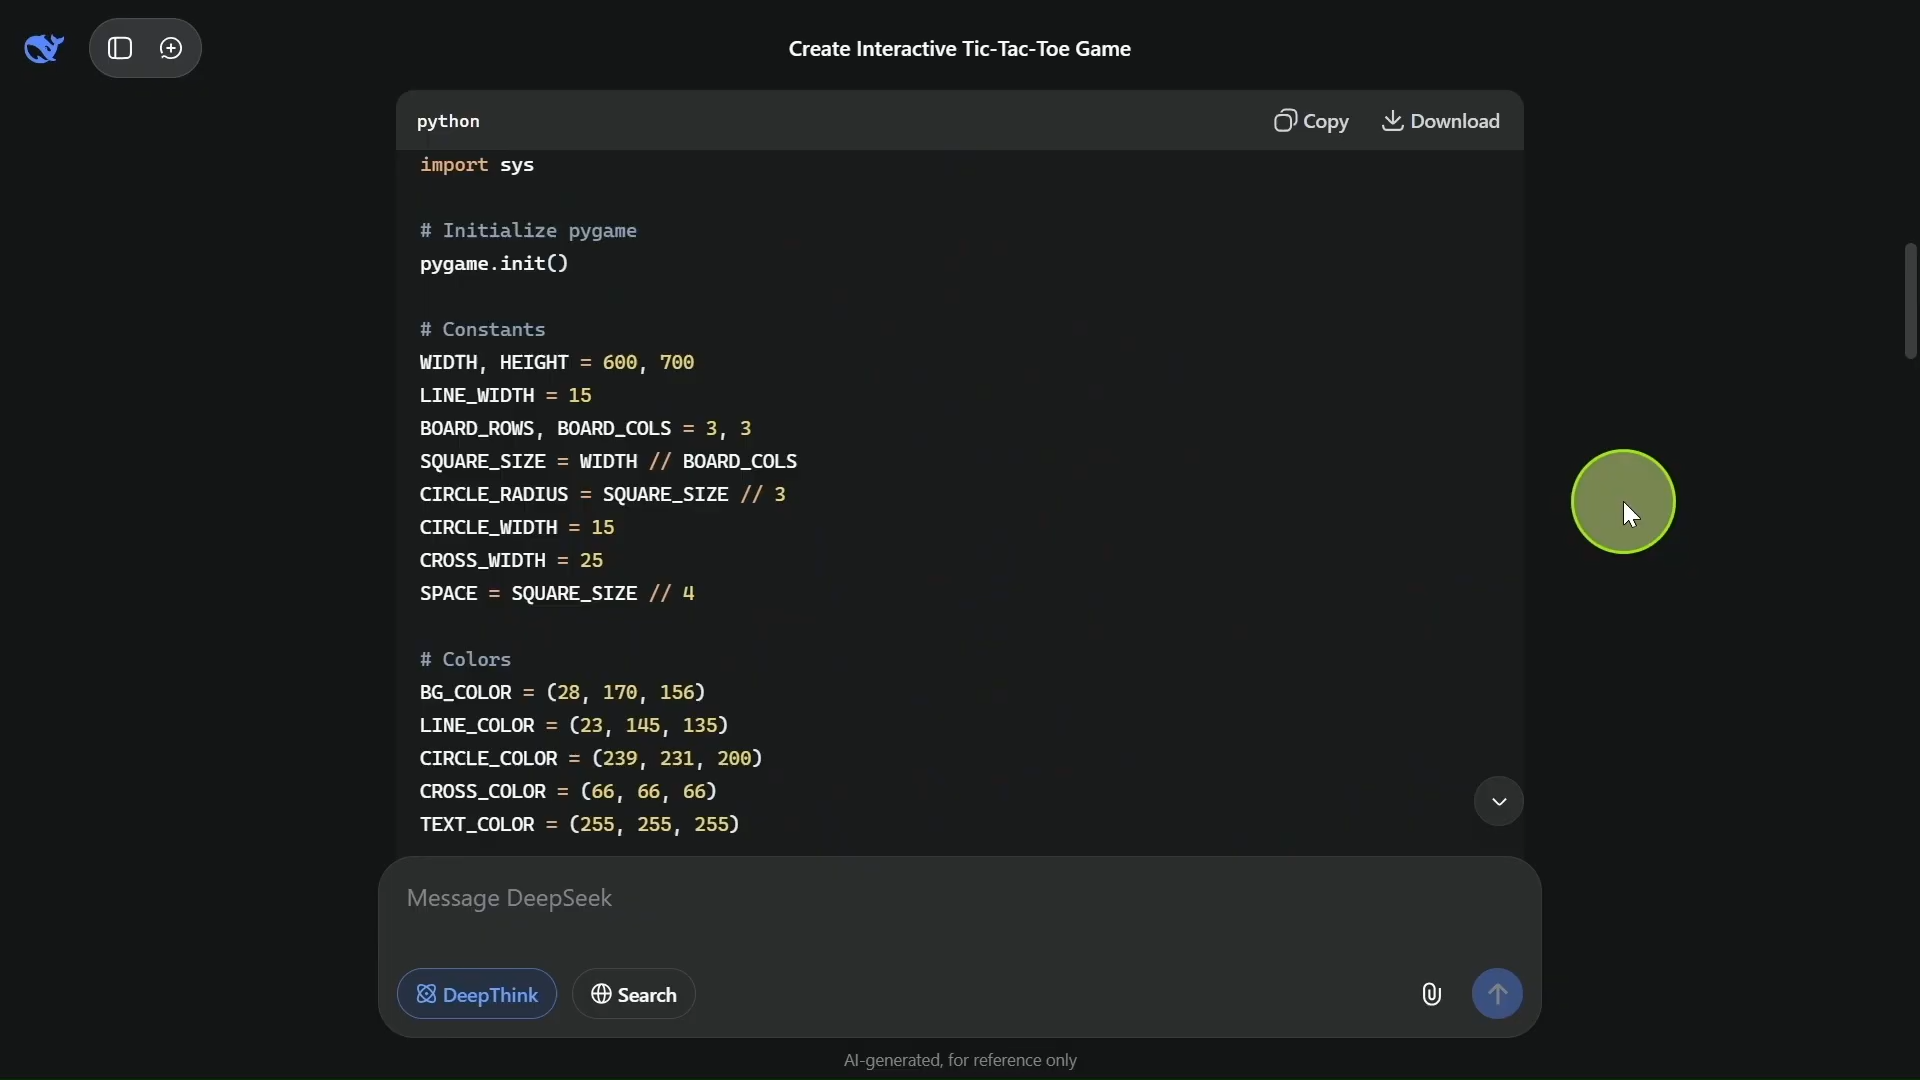 Create Interactive Tic-Tac-Toe Game
python
Copy
Download
import sys
# Initialize pygame
pygame.init()
# Constants
WIDTH, HEIGHT = 600, 700
LINE_WIDTH = 15
BOARD_ROWS, BOARD_COLS = 3, 3
SQUARE_SIZE = WIDTH // BOARD_COLS
CIRCLE_RADIUS = SQUARE_SIZE // 3
CIRCLE_WIDTH = 15
CROSS_WIDTH = 25
SPACE = SQUARE_SIZE // 4
# Colors
BG_COLOR = (28, 170, 156)
LINE_COLOR = (23, 145, 135)
CIRCLE_COLOR = (239, 231, 200)
CROSS_COLOR = (66, 66, 66)
TEXT_COLOR = (255, 255, 255)
Message DeepSeek
DeepThink
Search
AI-generated, for reference only